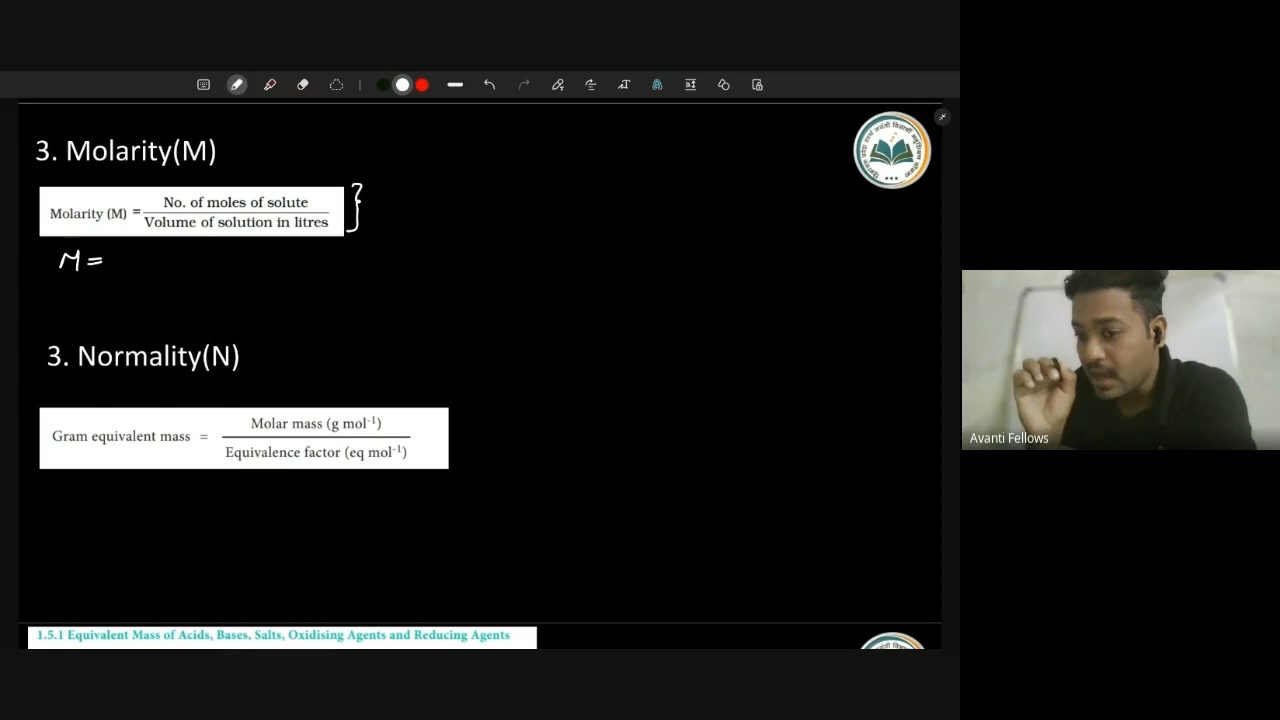 3. Molarity(M)
Molarity (M) = No. of moles of solute
Volume of solution in litres
M =
3. Normality(N)
Gram equivalent mass = Molar mass (g mol⁻¹)
Equivalence factor (eq mol⁻¹)
Avanti Fellows
1.5.1 Equivalent Mass of Acids, Bases, Salts, Oxidising Agents and Reducing Agents